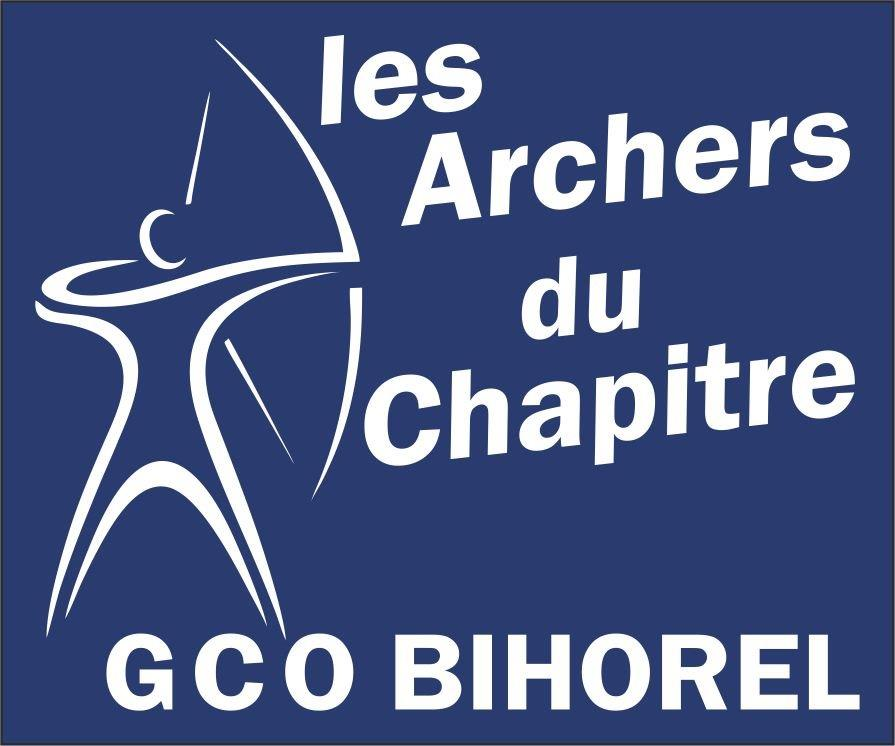 les
Archers
du
Chapitre
GCO BIHOREL